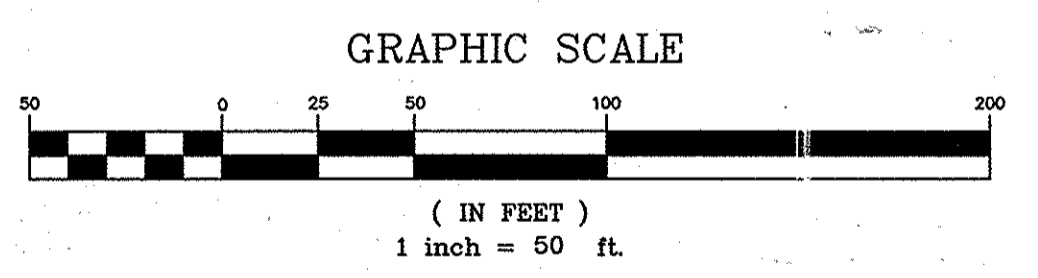 GRAPHIC SCALE
50 0 25 50 100 200
( IN FEET )
1 inch = 50 ft.